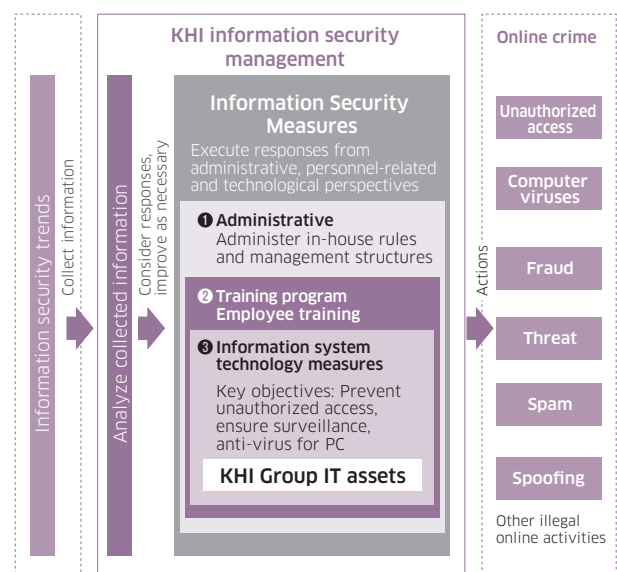 KHI information security
management
Online crime
Information security trends
Collect information
Analyze collected information
Consider responses,
improve as necessary
Information Security
Measures
Execute responses from
administrative, personnel-related
and technological perspectives
❶ Administrative
Administer in-house rules
and management structures
❷ Training program
Employee training
❸ Information system
technology measures
Key objectives: Prevent
unauthorized access,
ensure surveillance,
anti-virus for PC
KHI Group IT assets
Actions
Unauthorized
access
Computer
viruses
Fraud
Threat
Spam
Spoofing
Other illegal
online activities